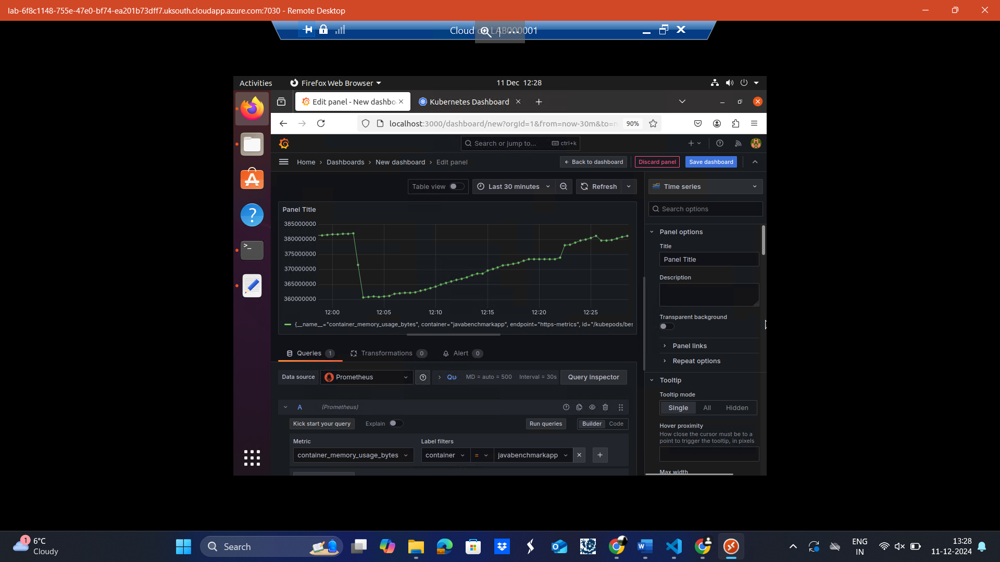 lab-6f8c1148-755e-47e0-bf74-ea201b73dff7.uksouth.cloudapp.azure.com:7030 - Remote Desktop
Cloud LAB000001
Activities Firefox Web Browser 11 Dec 12:28
Edit panel - New dashbo Kubernetes Dashboard
localhost:3000/dashboard/new?orgId=1&from=now-30m&to=n 90%
Search or jump to... ctrl+k
Home › Dashboards › New dashboard › Edit panel Back to dashboard Discard panel Save dashboard
Table view Last 30 minutes Refresh Time series
Search options
Panel Title
385000000
380000000
375000000
370000000
365000000
360000000
12:00 12:05 12:10 12:15 12:20 12:25
{__name__="container_memory_usage_bytes", container="javabenchmarkapp", endpoint="https-metrics", id="/kubepods/bes
Panel options
Title
Panel Title
Description
Transparent background
Panel links
Repeat options
Queries 1 Transformations 0 Alert 0
Data source Prometheus Qu MD = auto = 500 Interval = 30s Query inspector
A (Prometheus)
Kick start your query Explain Run queries Builder Code
Metric Label filters
container_memory_usage_bytes container = javabenchmarkapp
Tooltip
Tooltip mode
Single All Hidden
Hover proximity
How close the cursor must be to a
point to trigger the tooltip, in pixels
Max width
1 6°C
Cloudy
Search
ENG
IN
13:28
11-12-2024